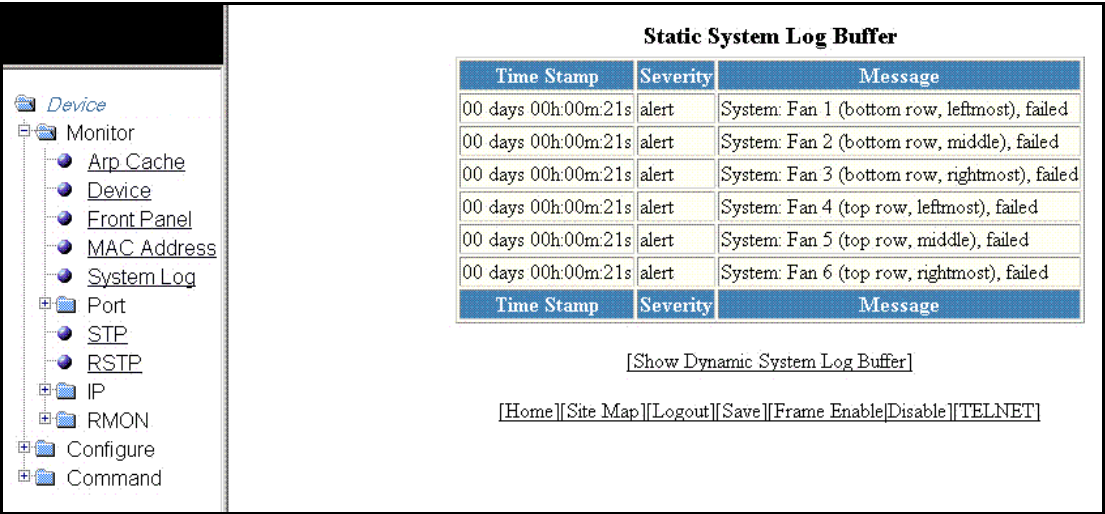 Device
Monitor
Arp Cache
Device
Front Panel
MAC Address
System Log
Port
STP
RSTP
IP
RMON
Configure
Command
Static System Log Buffer
Time Stamp Severity Message
00 days 00h:00m:21s alert System: Fan 1 (bottom row, leftmost), failed
00 days 00h:00m:21s alert System: Fan 2 (bottom row, middle), failed
00 days 00h:00m:21s alert System: Fan 3 (bottom row, rightmost), failed
00 days 00h:00m:21s alert System: Fan 4 (top row, leftmost), failed
00 days 00h:00m:21s alert System: Fan 5 (top row, middle), failed
00 days 00h:00m:21s alert System: Fan 6 (top row, rightmost), failed
Time Stamp Severity Message
[Show Dynamic System Log Buffer]
[Home][Site Map][Logout][Save][Frame Enable|Disable][TELNET]